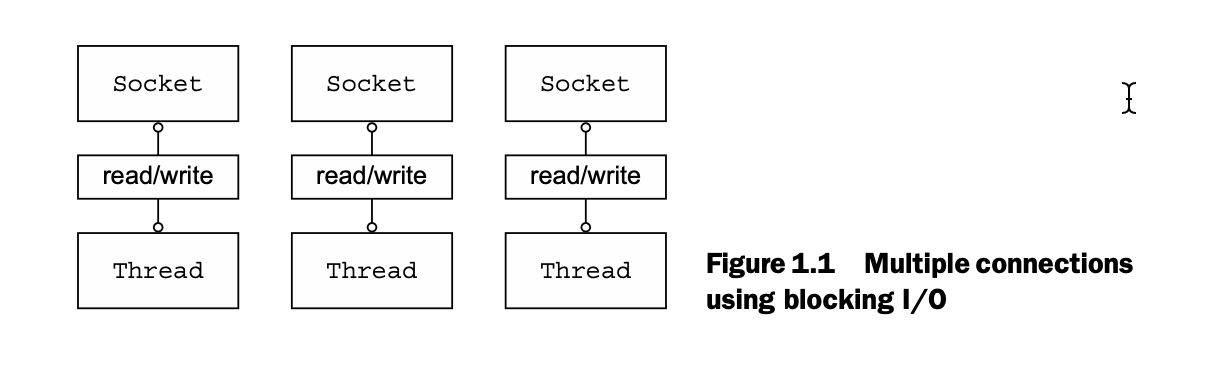 Socket Socket Socket
read/write read/write read/write
Thread Thread Thread
Figure 1.1 Multiple connections
using blocking I/O